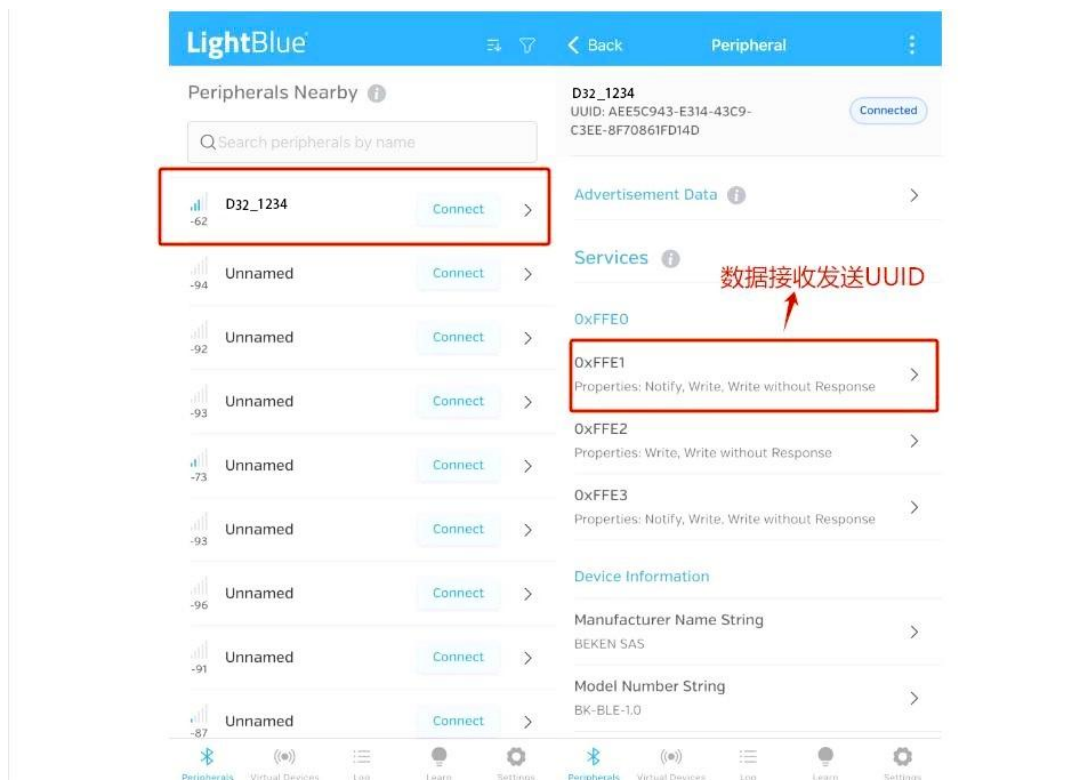 LightBlue
Peripherals Nearby
Search peripherals by name
-62
D32_1234
Connect
-94
Unnamed
Connect
-92
Unnamed
Connect
-93
Unnamed
Connect
-73
Unnamed
Connect
-93
Unnamed
Connect
-96
Unnamed
Connect
-91
Unnamed
Connect
-87
Unnamed
Connect
Peripherals
Virtual Devices
Log
Learn
Settings
Back
Peripheral
D32_1234
UUID: AEE5C943-E314-43C9-
C3EE-8F70861FD14D
Connected
Advertisement Data
Services
数据接收发送UUID
0xFFE0
0xFFE1
Properties: Notify, Write, Write without Response
0xFFE2
Properties: Write, Write without Response
0xFFE3
Properties: Notify, Write, Write without Response
Device Information
Manufacturer Name String
BEKEN SAS
Model Number String
BK-BLE-1.0
Peripherals
Virtual Devices
Log
Learn
Settings